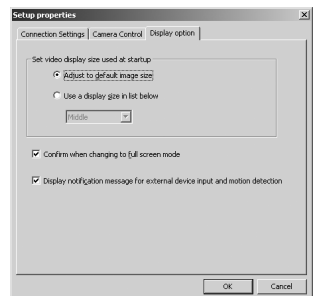 Setup properties
Connection Settings
Camera Control
Display option
Set video display size used at startup
Adjust to default image size
Use a display size in list below
Middle
Confirm when changing to full screen mode
Display notification message for external device input and motion detection
OK
Cancel